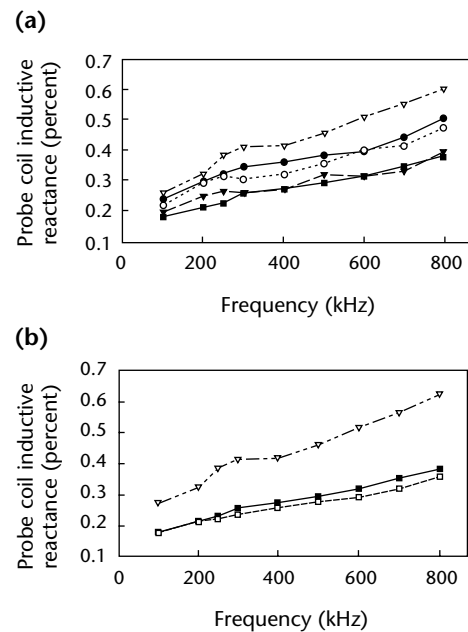 (a)
Probe coil inductive
reactance (percent)
0.7
0.6
0.5
0.4
0.3
0.2
0.1
0 200 400 600 800
Frequency (kHz)
(b)
Probe coil inductive
reactance (percent)
0.7
0.6
0.5
0.4
0.3
0.2
0.1
0 200 400 600 800
Frequency (kHz)